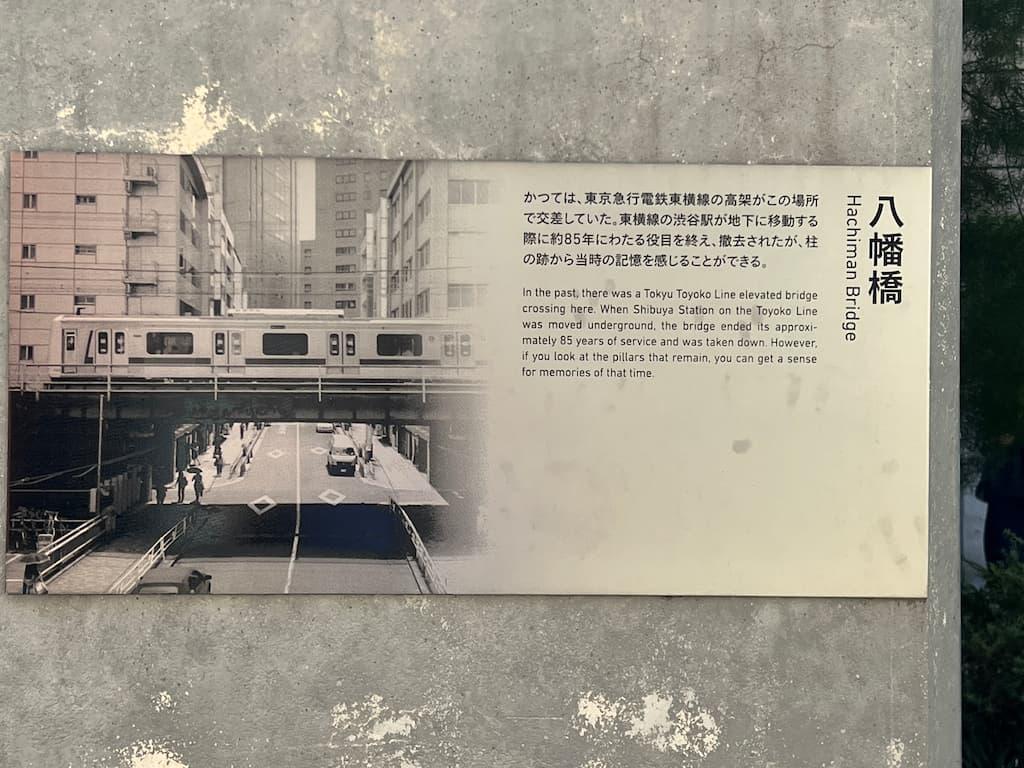 八幡橋
Hachiman Bridge
かつては、東京急行電鉄東横線の高架がこの場所
で交差していた。東横線の渋谷駅が地下に移動する
際に約85年にわたる役目を終え、撤去されたが、柱
の跡から当時の記憶を感じることができる。
In the past, there was a Tokyu Toyoko Line elevated bridge
crossing here. When Shibuya Station on the Toyoko Line
was moved underground, the bridge ended its approxi-
mately 85 years of service and was taken down. However,
if you look at the pillars that remain, you can get a sense
for memories of that time.